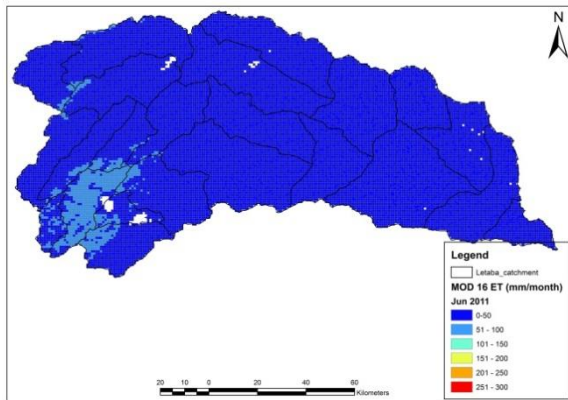 N
Legend
Letaba_catchment
MOD 16 ET (mm/month)
Jun 2011
0-50
51 - 100
101 - 150
151 - 200
201 - 250
251 - 300
20 10 0 20 40 60
Kilometers